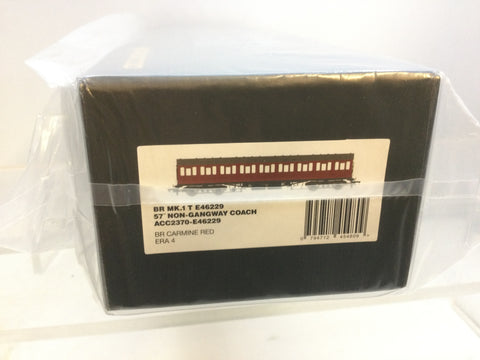 BR MK.1 T E46229
57' NON-GANGWAY COACH
ACC2370-E46229
BR CARMINE RED
ERA 4